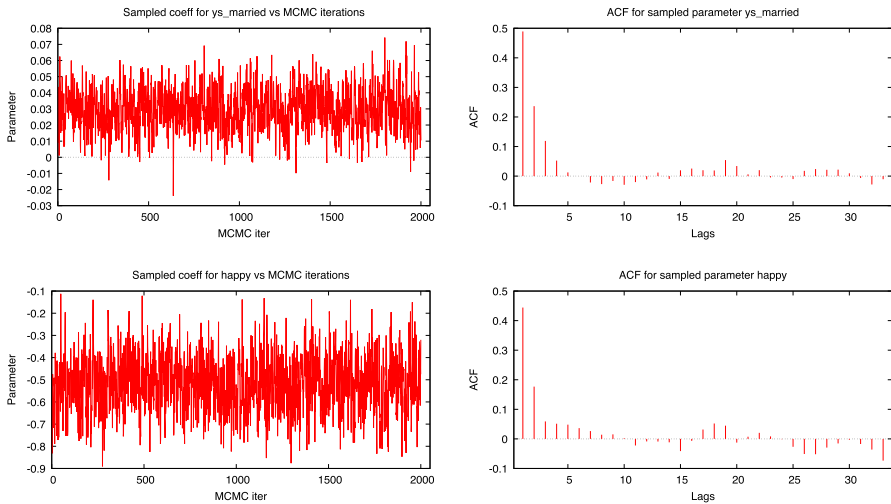 Sampled coeff for ys_married vs MCMC iterations
Parameter
0.08
0.07
0.06
0.05
0.04
0.03
0.02
0.01
0
-0.01
-0.02
-0.03
0 500 1000 1500 2000
MCMC iter
ACF for sampled parameter ys_married
ACF
0.5
0.4
0.3
0.2
0.1
0
-0.1
5 10 15 20 25 30
Lags
Sampled coeff for happy vs MCMC iterations
Parameter
-0.1
-0.2
-0.3
-0.4
-0.5
-0.6
-0.7
-0.8
-0.9
0 500 1000 1500 2000
MCMC iter
ACF for sampled parameter happy
ACF
0.5
0.4
0.3
0.2
0.1
0
-0.1
5 10 15 20 25 30
Lags